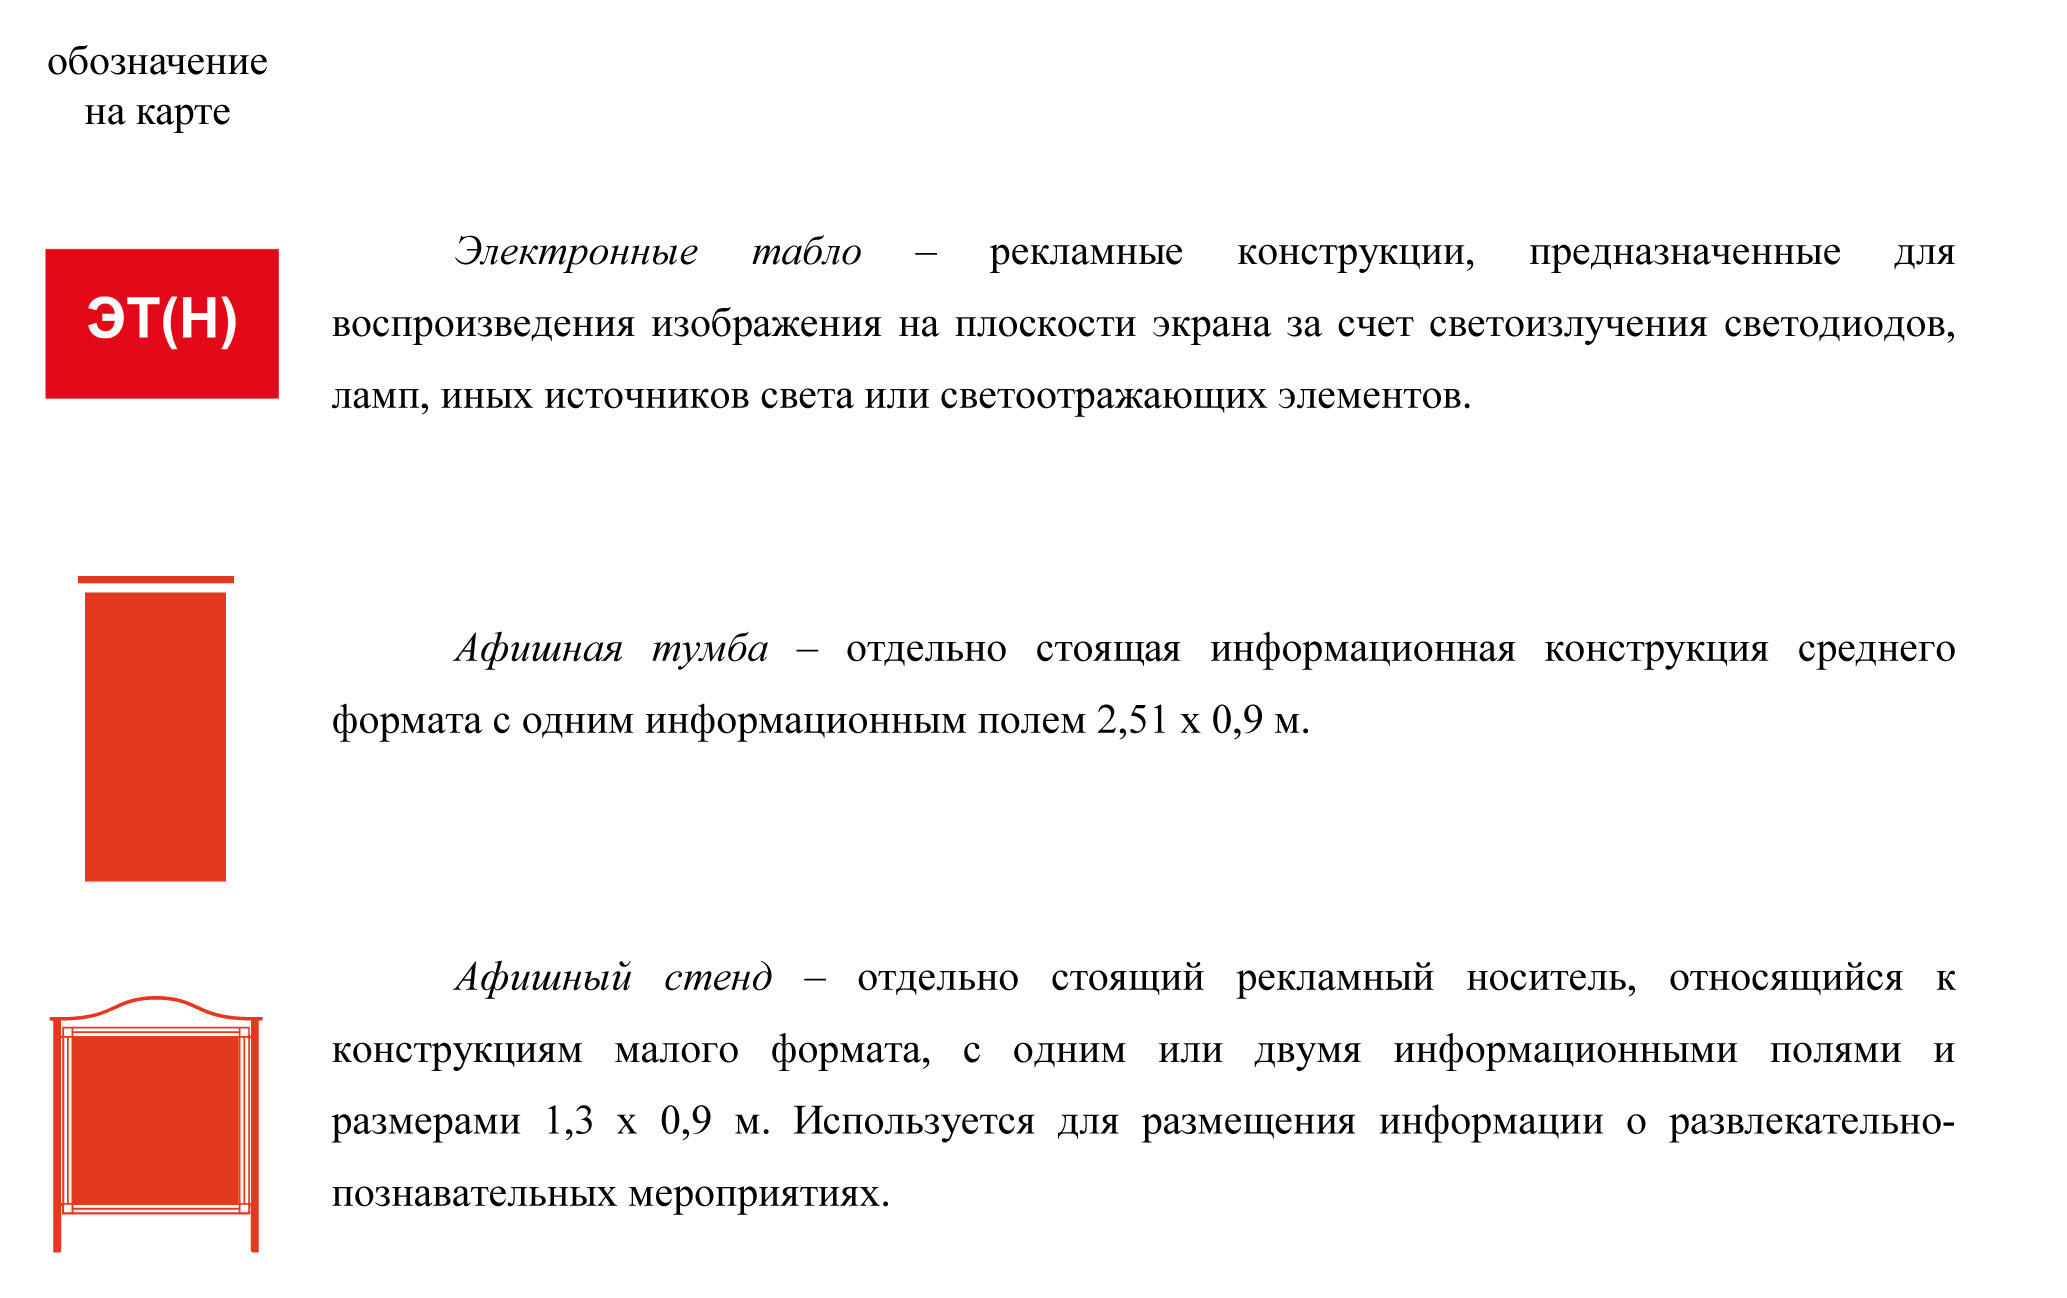 обозначение
на карте
ЭТ(Н)
Электронные табло – рекламные конструкции, предназначенные для
воспроизведения изображения на плоскости экрана за счет светоизлучения светодиодов,
ламп, иных источников света или светоотражающих элементов.
Афишная тумба – отдельно стоящая информационная конструкция среднего
формата с одним информационным полем 2,51 х 0,9 м.
Афишный стенд – отдельно стоящий рекламный носитель, относящийся к
конструкциям малого формата, с одним или двумя информационными полями и
размерами 1,3 х 0,9 м. Используется для размещения информации о развлекательно-
познавательных мероприятиях.